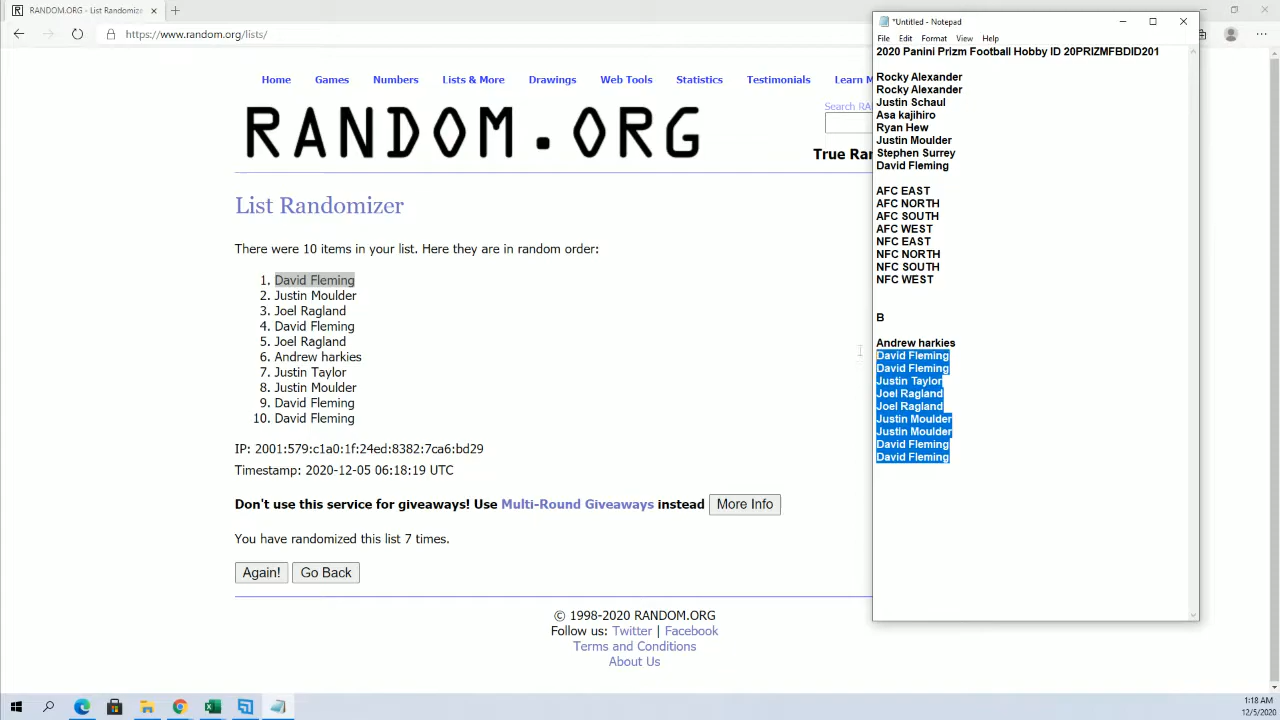 RANDOM.ORG - List Randomizer
https://www.random.org/lists/
Home Games Numbers Lists & More Drawings Web Tools Statistics Testimonials Learn M
RANDOM.ORG
Search RA
True Ran
List Randomizer
There were 10 items in your list. Here they are in random order:
1. David Fleming
2. Justin Moulder
3. Joel Ragland
4. David Fleming
5. Joel Ragland
6. Andrew harkies
7. Justin Taylor
8. Justin Moulder
9. David Fleming
10. David Fleming
IP: 2001:579:c1a0:1f:24ed:8382:7ca6:bd29
Timestamp: 2020-12-05 06:18:19 UTC
Don't use this service for giveaways! Use Multi-Round Giveaways instead More Info
You have randomized this list 7 times.
Again! Go Back
© 1998-2020 RANDOM.ORG
Follow us: Twitter | Facebook
Terms and Conditions
About Us
*Untitled - Notepad
File Edit Format View Help
2020 Panini Prizm Football Hobby ID 20PRIZMFBDID201
Rocky Alexander
Rocky Alexander
Justin Schaul
Asa kajihiro
Ryan Hew
Justin Moulder
Stephen Surrey
David Fleming
AFC EAST
AFC NORTH
AFC SOUTH
AFC WEST
NFC EAST
NFC NORTH
NFC SOUTH
NFC WEST
B
Andrew harkies
David Fleming
David Fleming
Justin Taylor
Joel Ragland
Joel Ragland
Justin Moulder
Justin Moulder
David Fleming
David Fleming
1:18 AM
12/5/2020